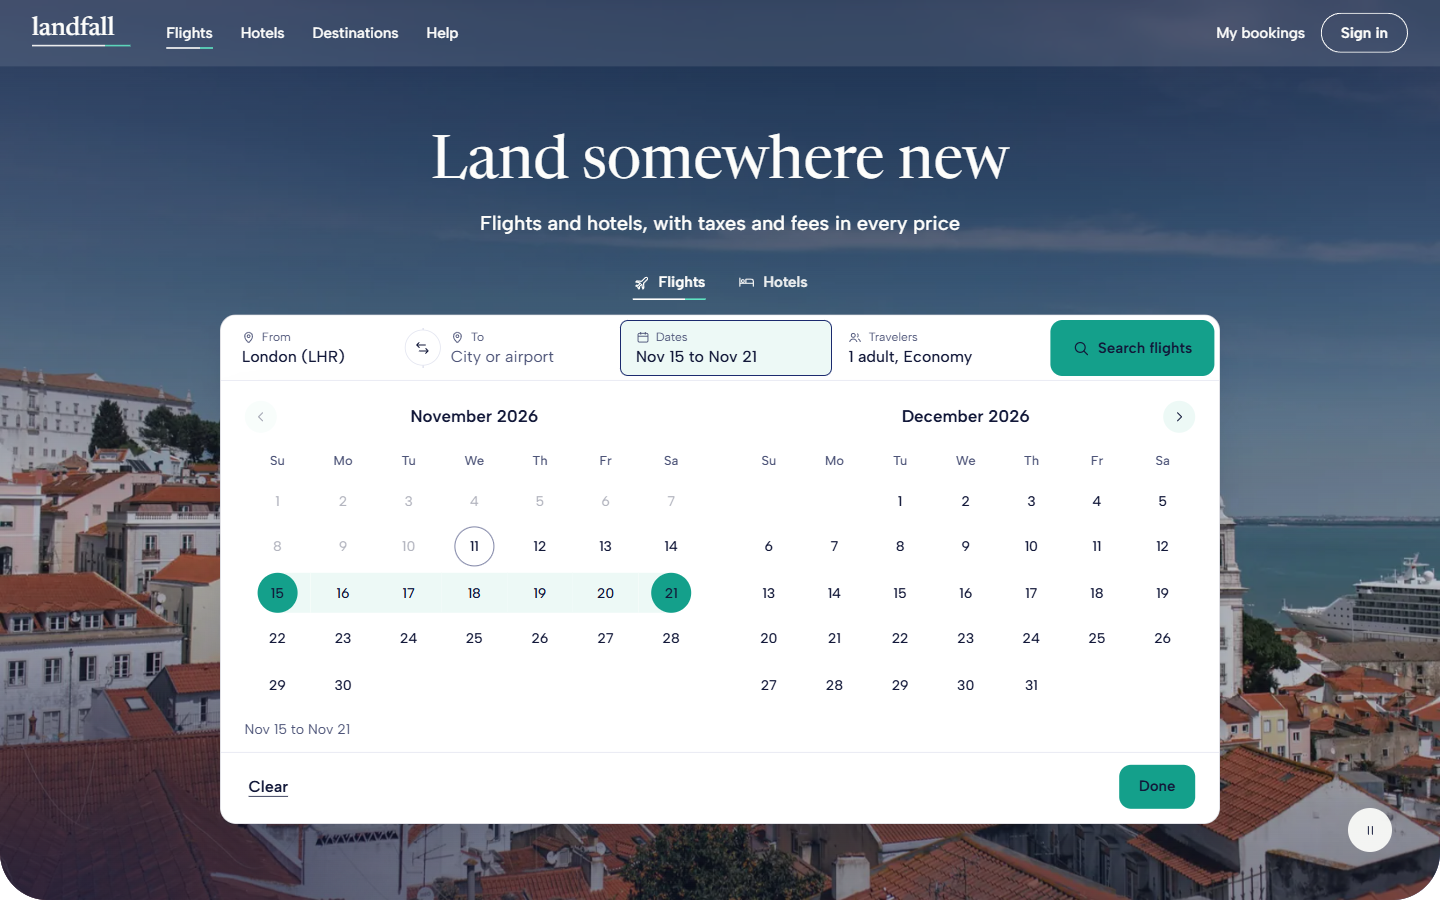 landfall
Flights Hotels Destinations Help
My bookings Sign in
Land somewhere new
Flights and hotels, with taxes and fees in every price
Flights Hotels
From
London (LHR)
To
City or airport
Dates
Nov 15 to Nov 21
Travelers
1 adult, Economy
Search flights
November 2026
Su Mo Tu We Th Fr Sa
1 2 3 4 5 6 7
8 9 10 11 12 13 14
15 16 17 18 19 20 21
22 23 24 25 26 27 28
29 30
December 2026
Su Mo Tu We Th Fr Sa
1 2 3 4 5
6 7 8 9 10 11 12
13 14 15 16 17 18 19
20 21 22 23 24 25 26
27 28 29 30 31
Nov 15 to Nov 21
Clear
Done